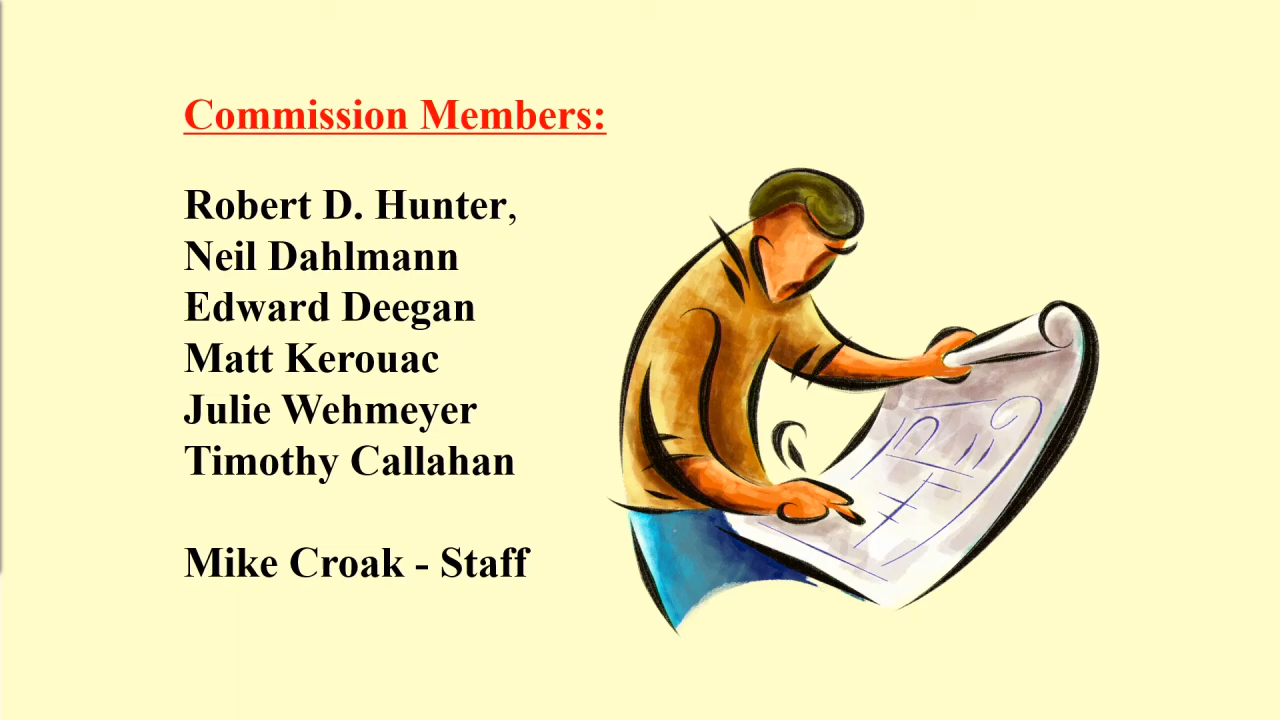 Commission Members:
Robert D. Hunter,
Neil Dahlmann
Edward Deegan
Matt Kerouac
Julie Wehmeyer
Timothy Callahan
Mike Croak - Staff